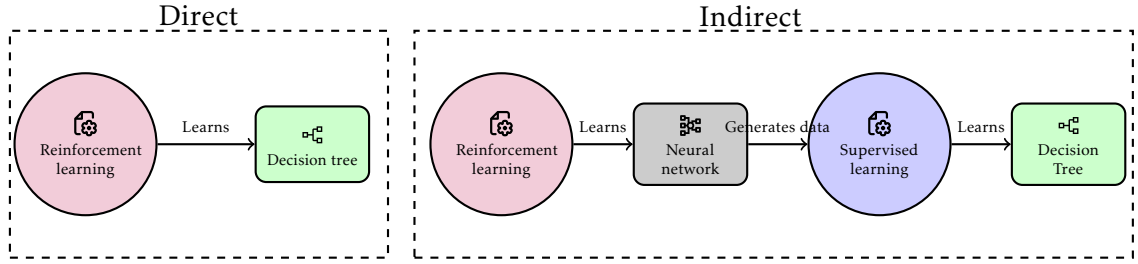 Direct
Indirect
Reinforcement
learning
Learns
Decision tree
Reinforcement
learning
Learns
Neural
network
Generates data
Supervised
learning
Learns
Decision
Tree